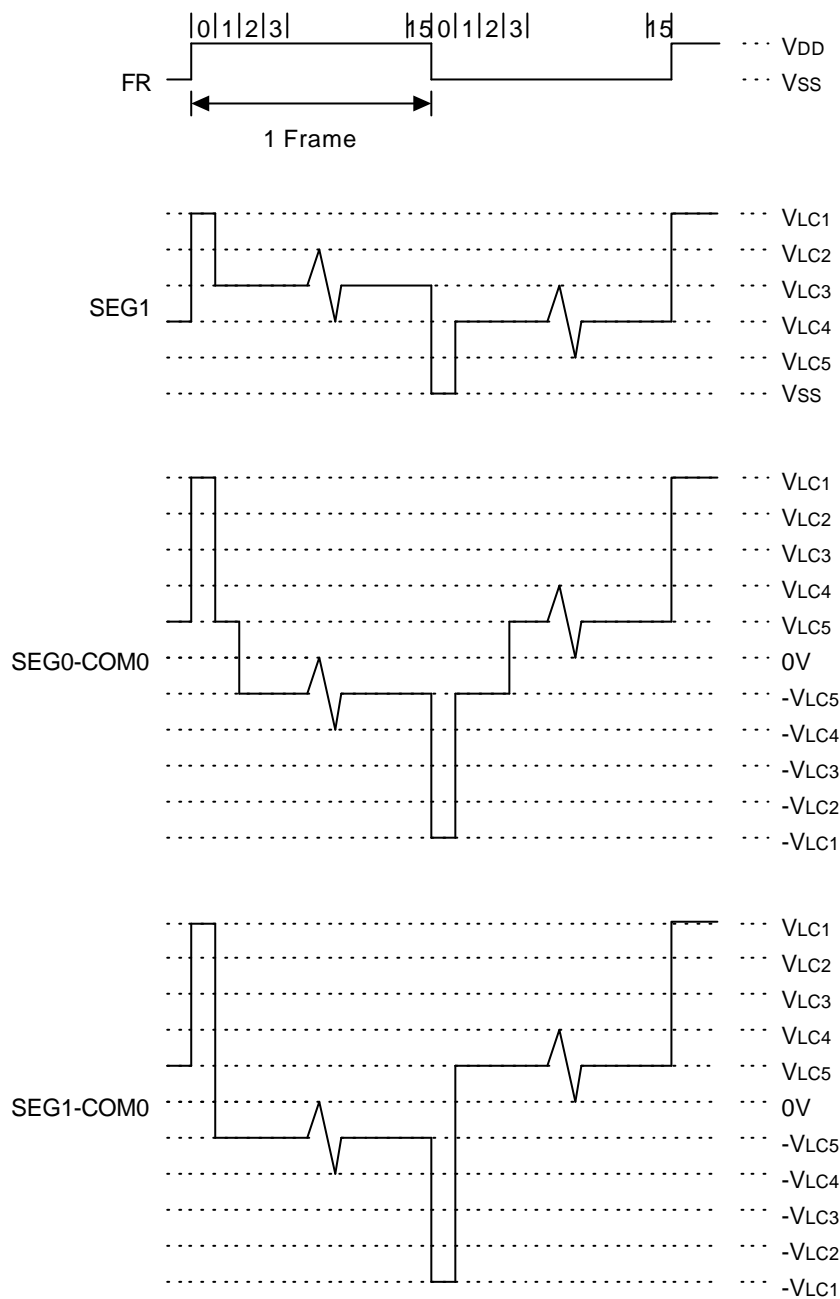 0 1 2 3 15 0 1 2 3 15
VDD
FR
VSS
1 Frame
VLC1
VLC2
VLC3
SEG1
VLC4
VLC5
VSS
VLC1
VLC2
VLC3
VLC4
VLC5
SEG0-COM0
0V
-VLC5
-VLC4
-VLC3
-VLC2
-VLC1
VLC1
VLC2
VLC3
VLC4
VLC5
SEG1-COM0
0V
-VLC5
-VLC4
-VLC3
-VLC2
-VLC1